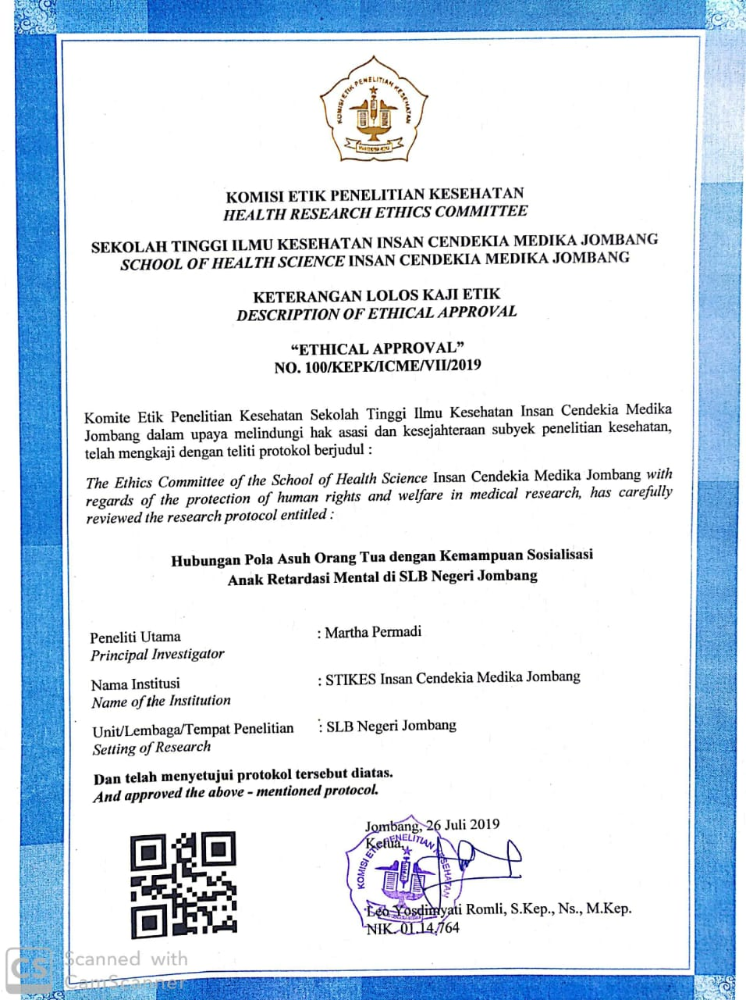 KOMISI ETIK PENELITIAN KESEHATAN
KOMISI ETIK PENELITIAN KESEHATAN
HEALTH RESEARCH ETHICS COMMITTEE
SEKOLAH TINGGI ILMU KESEHATAN INSAN CENDEKIA MEDIKA JOMBANG
SCHOOL OF HEALTH SCIENCE INSAN CENDEKIA MEDIKA JOMBANG
KETERANGAN LOLOS KAJI ETIK
DESCRIPTION OF ETHICAL APPROVAL
“ETHICAL APPROVAL”
NO. 100/KEPK/ICME/VII/2019
Komite Etik Penelitian Kesehatan Sekolah Tinggi Ilmu Kesehatan Insan Cendekia Medika
Jombang dalam upaya melindungi hak asasi dan kesejahteraan subyek penelitian kesehatan,
telah mengkaji dengan teliti protokol berjudul :
The Ethics Committee of the School of Health Science Insan Cendekia Medika Jombang with
regards of the protection of human rights and welfare in medical research, has carefully
reviewed the research protocol entitled :
Hubungan Pola Asuh Orang Tua dengan Kemampuan Sosialisasi
Anak Retardasi Mental di SLB Negeri Jombang
Peneliti Utama : Martha Permadi
Principal Investigator
Nama Institusi : STIKES Insan Cendekia Medika Jombang
Name of the Institution
Unit/Lembaga/Tempat Penelitian : SLB Negeri Jombang
Setting of Research
Dan telah menyetujui protokol tersebut diatas.
And approved the above - mentioned protocol.
Jombang, 26 Juli 2019
Ketua,
KOMISI ETIK PENELITIAN KESEHATAN
Leo Yosdimyati Romli, S.Kep., Ns., M.Kep.
NIK. 01.14.764
CS Scanned with
CamScanner